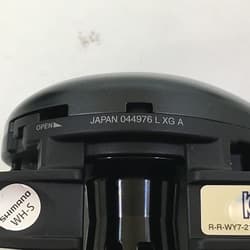 OPEN
JAPAN 044976 L XG A
SHIMANO
WH-S
R-R-WY7-2